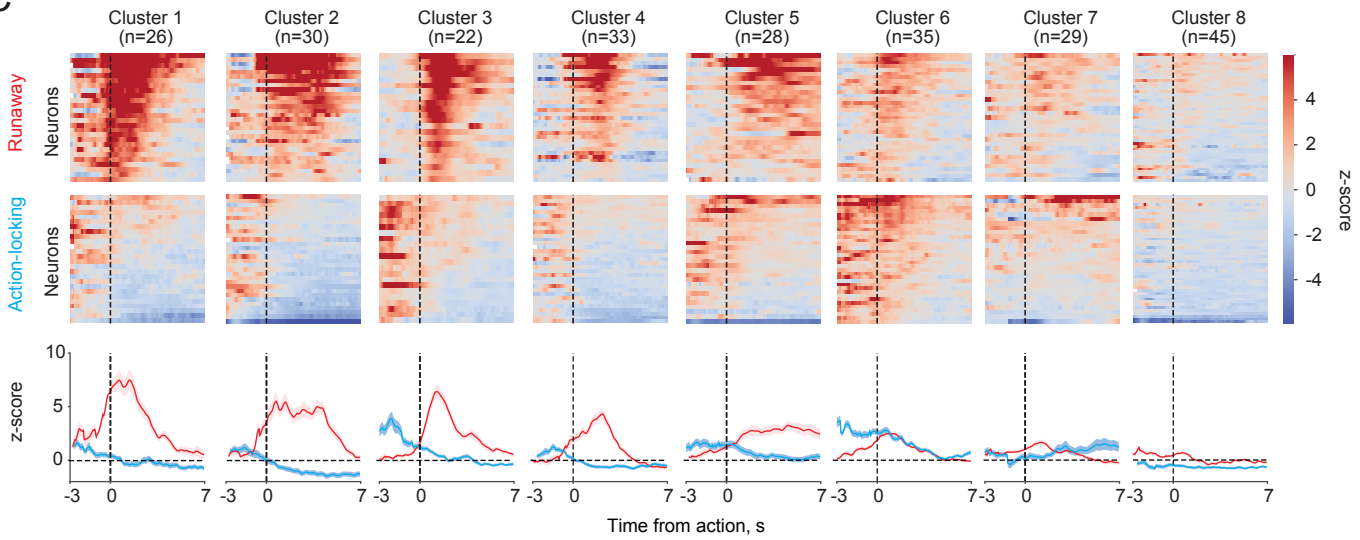 Cluster 1 Cluster 2 Cluster 3 Cluster 4 Cluster 5 Cluster 6 Cluster 7 Cluster 8
(n=26) (n=30) (n=22) (n=33) (n=28) (n=35) (n=29) (n=45)
Runaway
Neurons
Action-locking
Neurons
4
2
0
-2
-4
z-score
10
5
0
z-score
-3 0 7 -3 0 7 -3 0 7 -3 0 7 -3 0 7 -3 0 7 -3 0 7 -3 0 7
Time from action, s